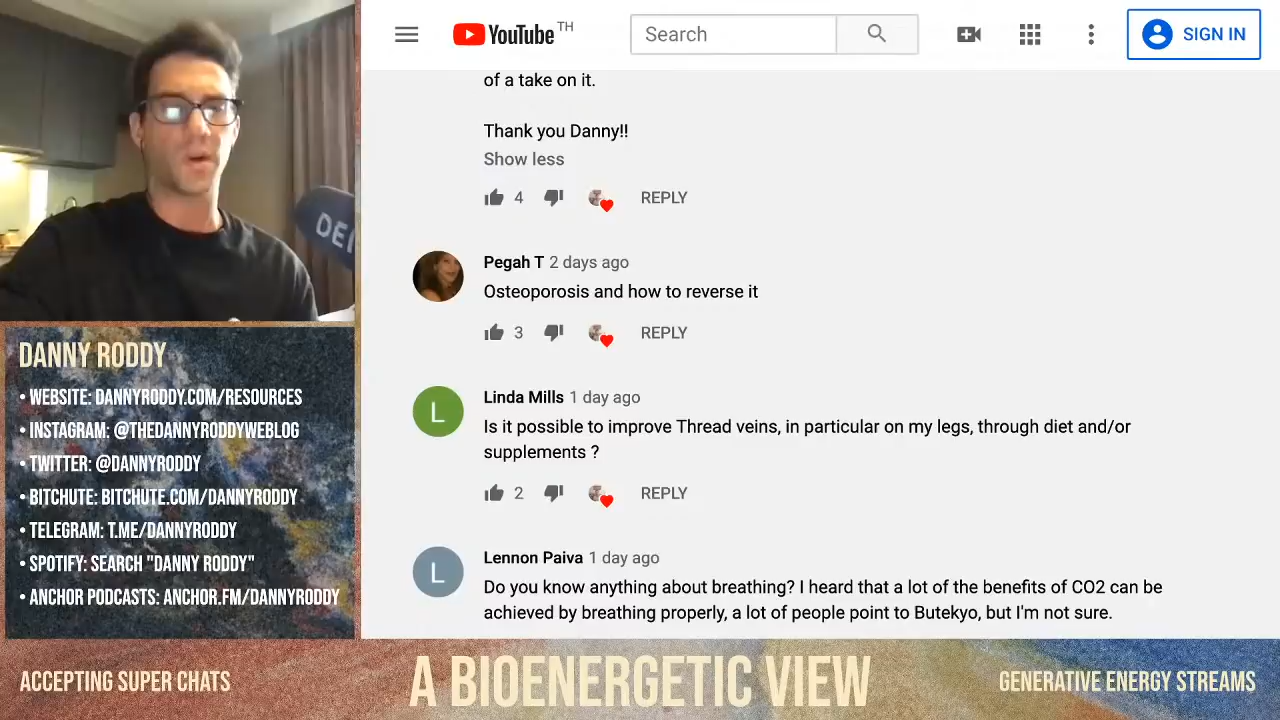 YouTube TH
Search
SIGN IN
of a take on it.
Thank you Danny!!
Show less
4
REPLY
Pegah T 2 days ago
Osteoporosis and how to reverse it
3
REPLY
Linda Mills 1 day ago
Is it possible to improve Thread veins, in particular on my legs, through diet and/or
supplements ?
2
REPLY
Lennon Paiva 1 day ago
Do you know anything about breathing? I heard that a lot of the benefits of CO2 can be
achieved by breathing properly, a lot of people point to Butekyo, but I'm not sure.
L
L
DANNY RODDY
• WEBSITE: DANNYRODDY.COM/RESOURCES
• INSTAGRAM: @THEDANNYRODDYWEBLOG
• TWITTER: @DANNYRODDY
• BITCHUTE: BITCHUTE.COM/DANNYRODDY
• TELEGRAM: T.ME/DANNYRODDY
• SPOTIFY: SEARCH "DANNY RODDY"
• ANCHOR PODCASTS: ANCHOR.FM/DANNYRODDY
ACCEPTING SUPER CHATS
A BIOENERGETIC VIEW
GENERATIVE ENERGY STREAMS